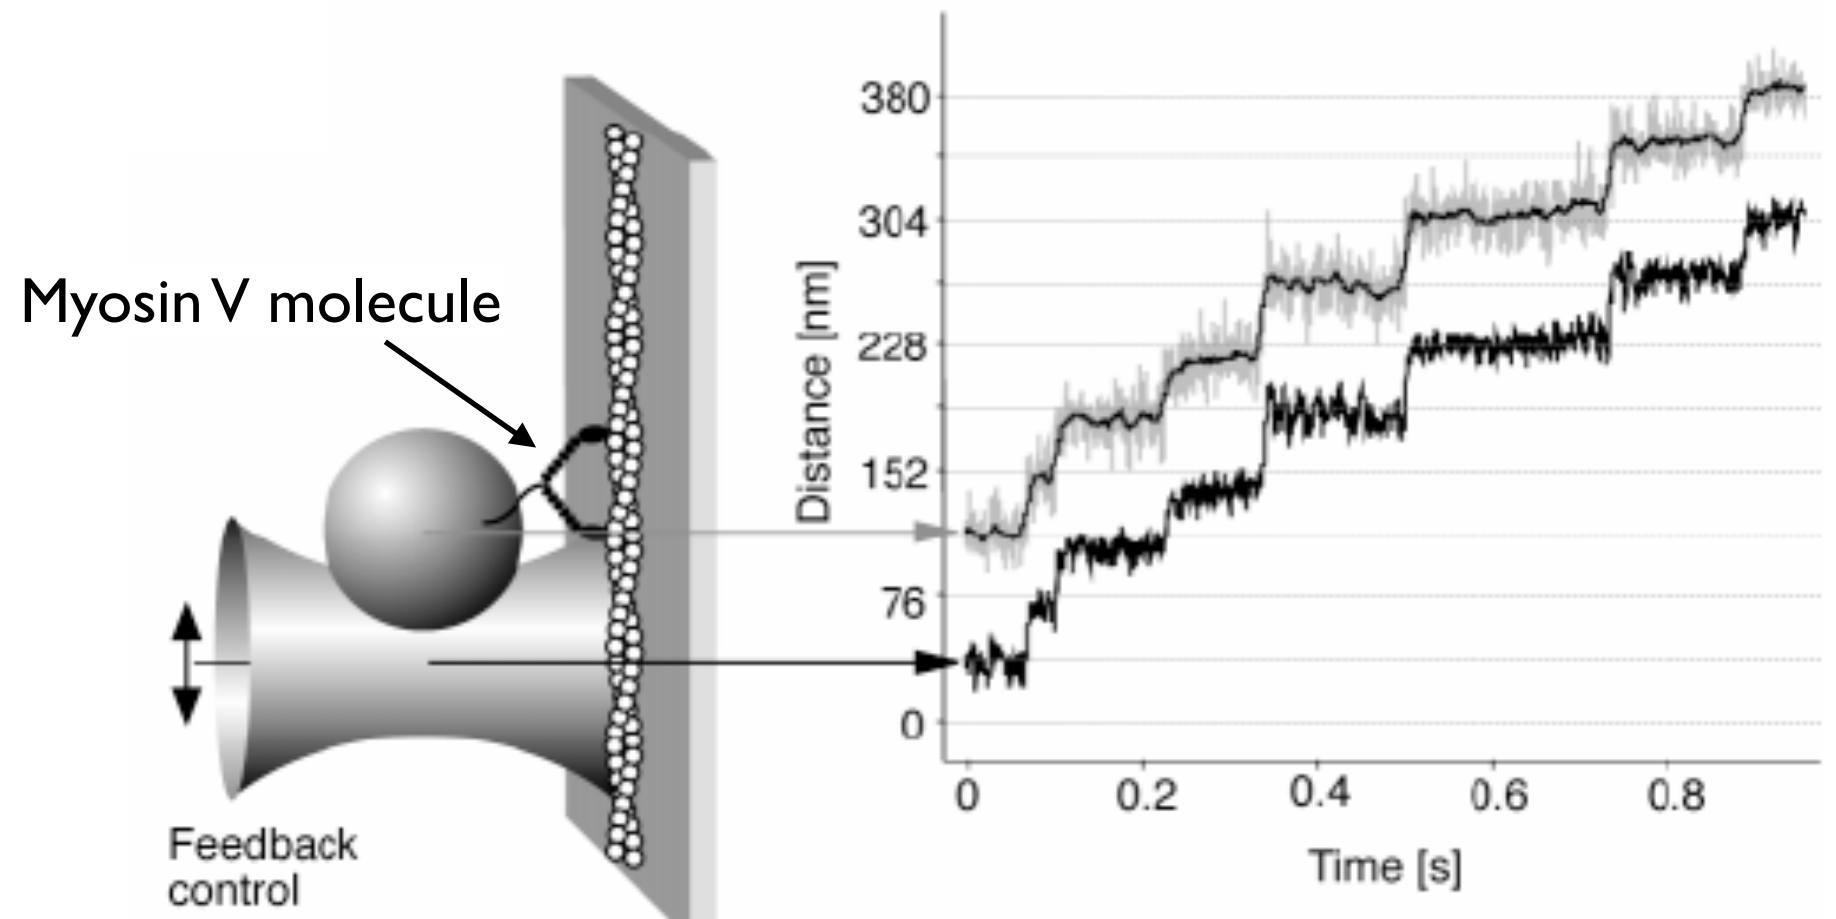 Myosin V molecule
Feedback
control
Distance [nm]
380
304
228
152
76
0
0 0.2 0.4 0.6 0.8
Time [s]